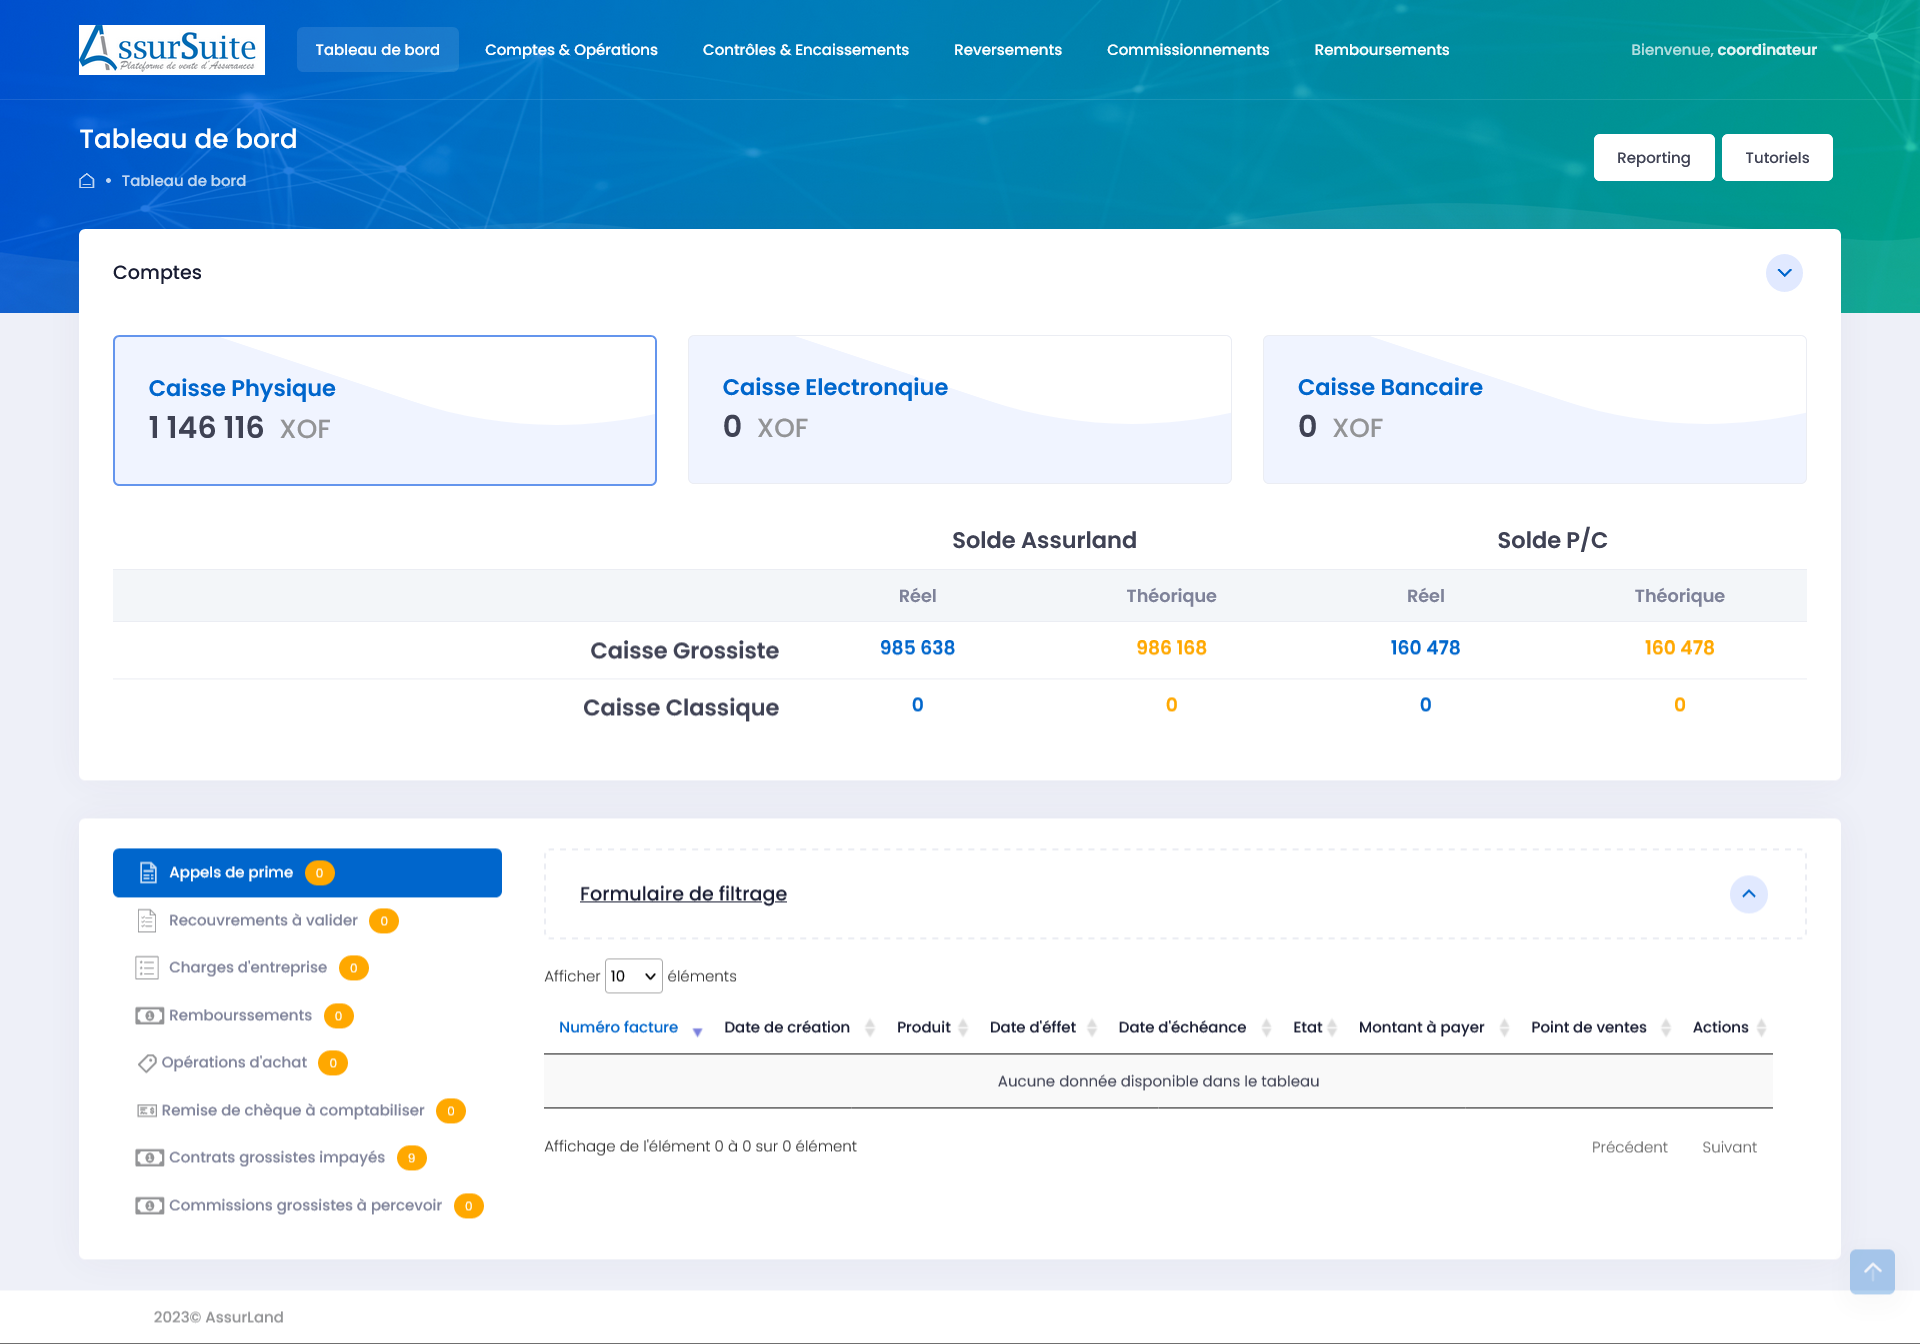 AssurSuite
Plateforme de vente d'Assurances
Tableau de bord
Comptes & Opérations
Contrôles & Encaissements
Reversements
Commissionnements
Remboursements
Bienvenue, coordinateur
Tableau de bord
• Tableau de bord
Reporting
Tutoriels
Comptes
Caisse Physique
1 146 116 XOF
Caisse Electronqiue
0 XOF
Caisse Bancaire
0 XOF
Solde Assurland
Solde P/C
Réel
Théorique
Réel
Théorique
Caisse Grossiste
985 638
986 168
160 478
160 478
Caisse Classique
0
0
0
0
Appels de prime 0
Recouvrements à valider 0
Charges d'entreprise 0
Rembourssements 0
Opérations d'achat 0
Remise de chèque à comptabiliser 0
Contrats grossistes impayés 9
Commissions grossistes à percevoir 0
Formulaire de filtrage
Afficher 10 éléments
Numéro facture
Date de création
Produit
Date d'éffet
Date d'échéance
Etat
Montant à payer
Point de ventes
Actions
Aucune donnée disponible dans le tableau
Affichage de l'élément 0 à 0 sur 0 élément
Précédent
Suivant
2023© AssurLand